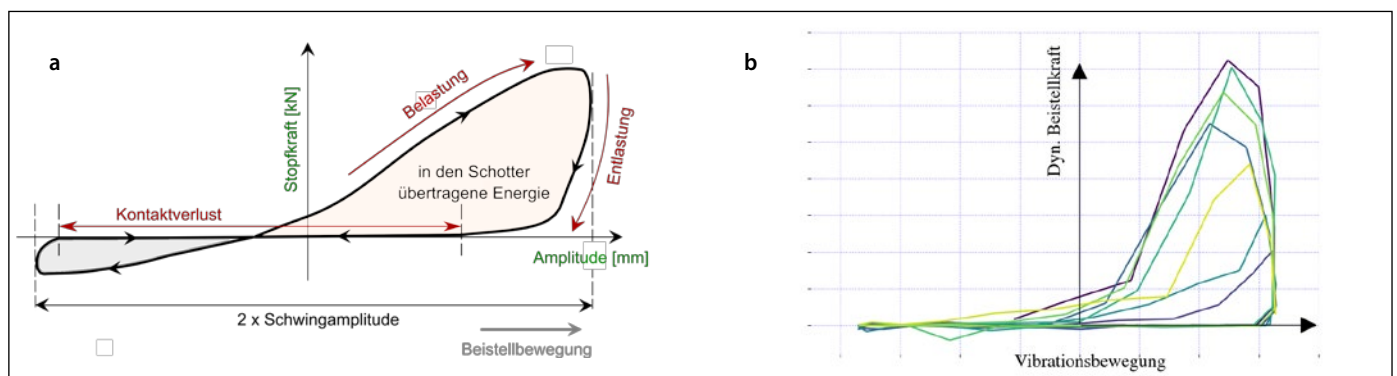 a
Stopfkraft [kN]
Belastung
Entlastung
in den Schotter
übertragene Energie
Kontaktverlust
Amplitude [mm]
2 x Schwingamplitude
Beistellbewegung
b
Dyn. Beistellkraft
Vibrationsbewegung